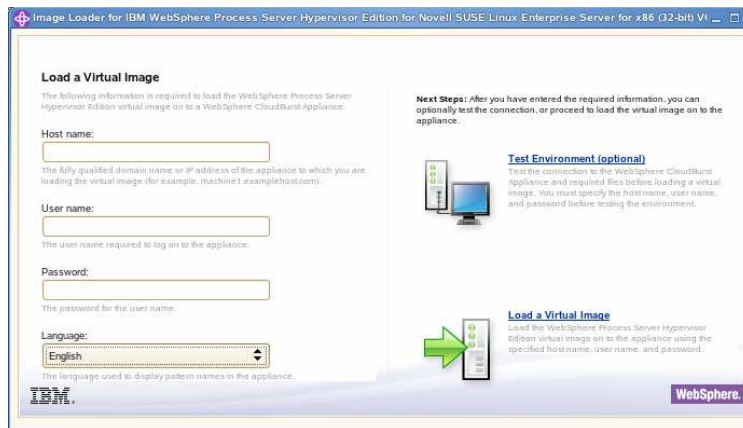 Image Loader for IBM WebSphere Process Server Hypervisor Edition for Novell SUSE Linux Enterprise Server for x86 (32-bit)
Load a Virtual Image
The following information is required to load the WebSphere Process Server
Hypervisor Edition virtual image on to a WebSphere CloudBurst Appliance.
Host name:
The fully qualified domain name or IP address of the appliance to which you are
loading the virtual image (for example, machine1.examplehost.com).
User name:
The user name required to log on to the appliance.
Password:
The password for the user name.
Language:
English
The language used to display pattern names in the appliance.
Next Steps: After you have entered the required information, you can
optionally test the connection, or proceed to load the virtual image on to the
appliance.
Test Environment (optional)
Test the connection to the WebSphere CloudBurst
Appliance and required files before loading a virtual
image. You must specify the host name, user name,
and password before testing the environment.
Load a Virtual Image
Load the WebSphere Process Server Hypervisor
Edition virtual image on to the appliance using the
specified host name, user name, and password.
IBM.
WebSphere.